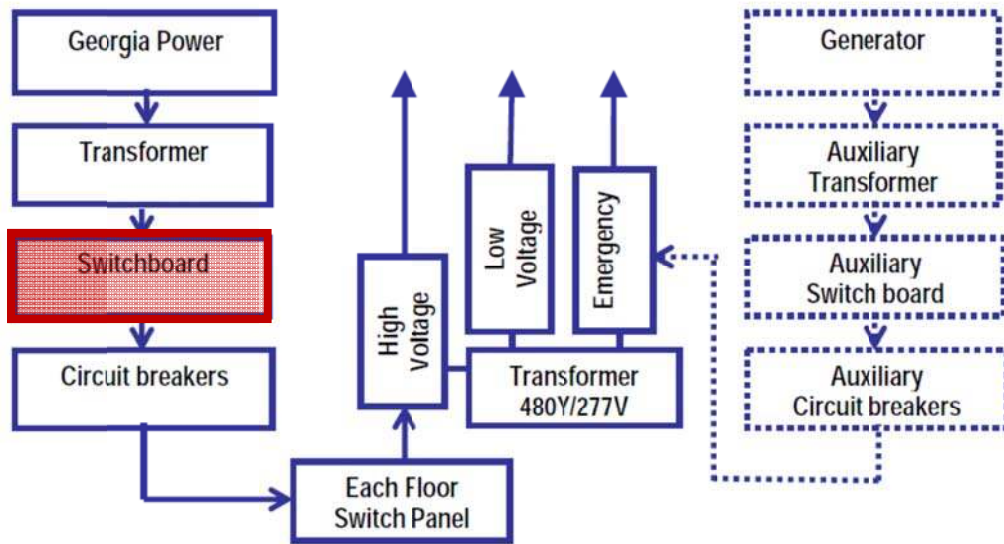 Georgia Power
Transformer
Switchboard
Circuit breakers
Each Floor
Switch Panel
High
Voltage
Low
Voltage
Emergency
Transformer
480Y/277V
Generator
Auxiliary
Transformer
Auxiliary
Switch board
Auxiliary
Circuit breakers